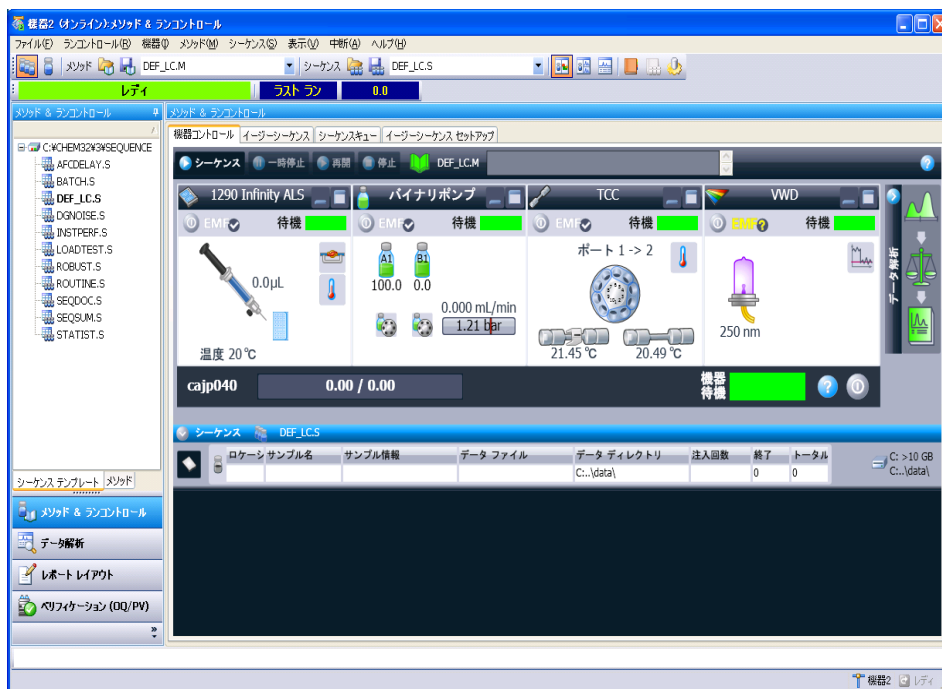 機器2 (オンライン):メソッド & ランコントロール
ファイル(F) ランコントロール(R) 機器(I) メソッド(M) シーケンス(S) 表示(V) 中断(A) ヘルプ(H)
メソッド DEF_LC.M シーケンス DEF_LC.S
レディ ラスト ラン 0.0
メソッド & ランコントロール
メソッド & ランコントロール
機器コントロール イージーシーケンス シーケンスキュー イージーシーケンス セットアップ
C:¥CHEM32¥3¥SEQUENCE
AFCDELAY.S
BATCH.S
DEF_LC.S
DGNOISE.S
INSTPERF.S
LOADTEST.S
ROBUST.S
ROUTINE.S
SEQDOC.S
SEQSUM.S
STATIST.S
シーケンス テンプレート メソッド
メソッド & ランコントロール
データ解析
レポート レイアウト
ベリフィケーション (OQ/PV)
シーケンス 一時停止 再開 停止 DEF_LC.M
1290 Infinity ALS バイナリポンプ TCC VWD
EMF 待機 EMF 待機 EMF 待機 EMF 待機
ポート 1 -> 2
A1 B1
0.0µL 100.0 0.0
0.000 mL/min
1.21 bar
250 nm
温度 20 °C 21.45 °C 20.49 °C
データ解析
cajp040 0.00 / 0.00 機器
待機
シーケンス DEF_LC.S
ロケーシ サンプル名 サンプル情報 データ ファイル データ ディレクトリ 注入回数 終了 トータル
C:..\data\ 0 0
C: >10 GB
C:..\data\
機器2 レディ